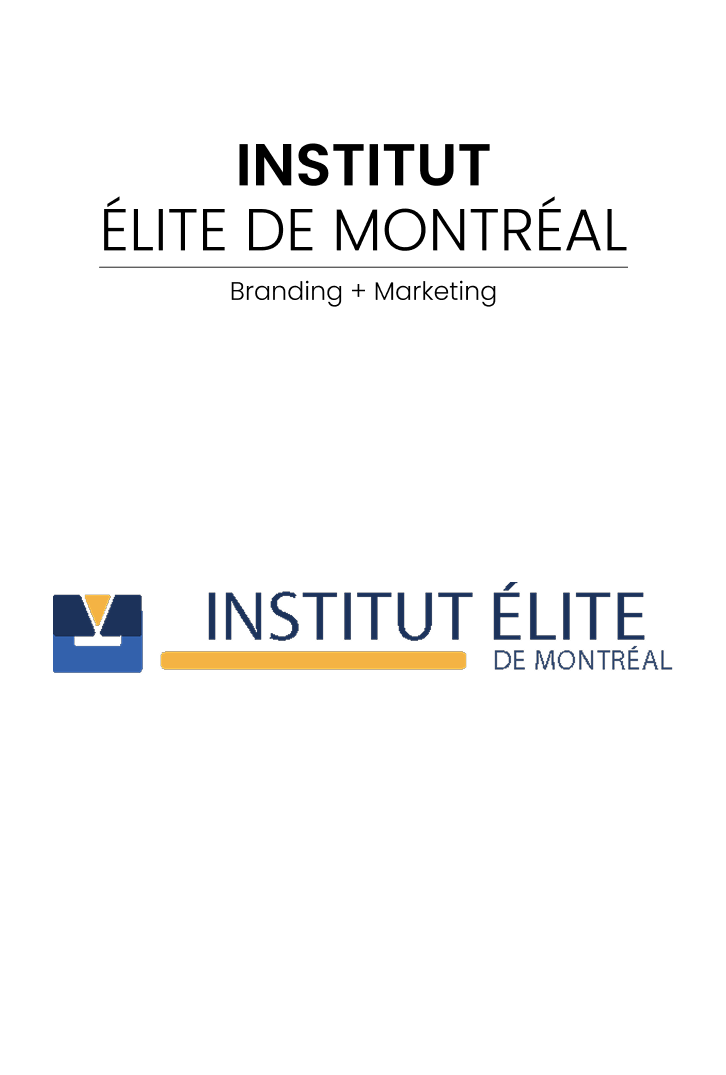 INSTITUT
ÉLITE DE MONTRÉAL
Branding + Marketing
INSTITUT ÉLITE
DE MONTRÉAL